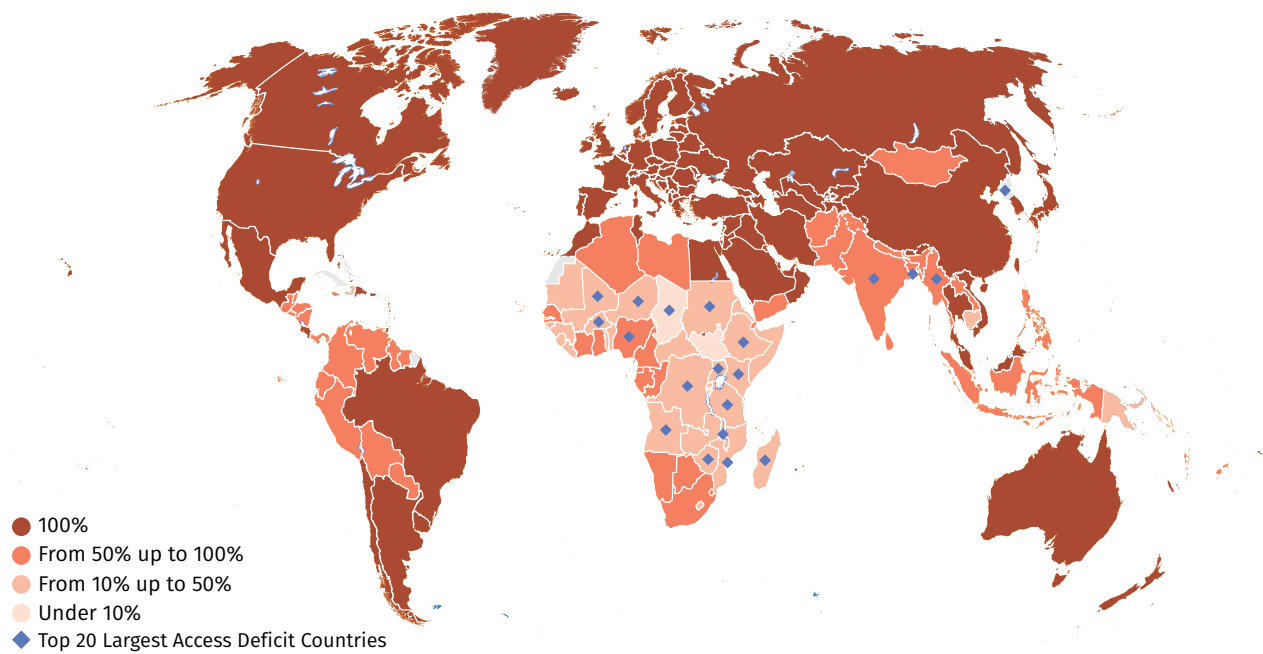 100%
From 50% up to 100%
From 10% up to 50%
Under 10%
Top 20 Largest Access Deficit Countries